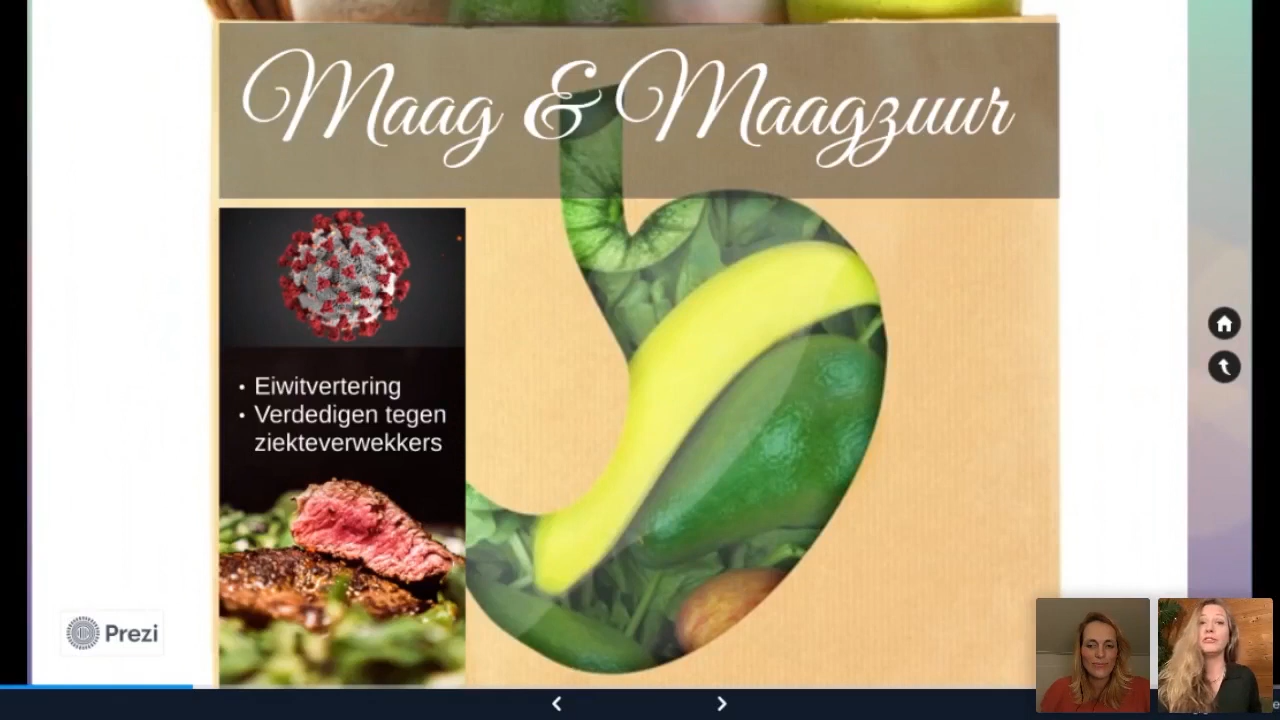 Maag & Maagzuur
• Eiwitvertering
• Verdedigen tegen
ziekteverwekkers
Prezi